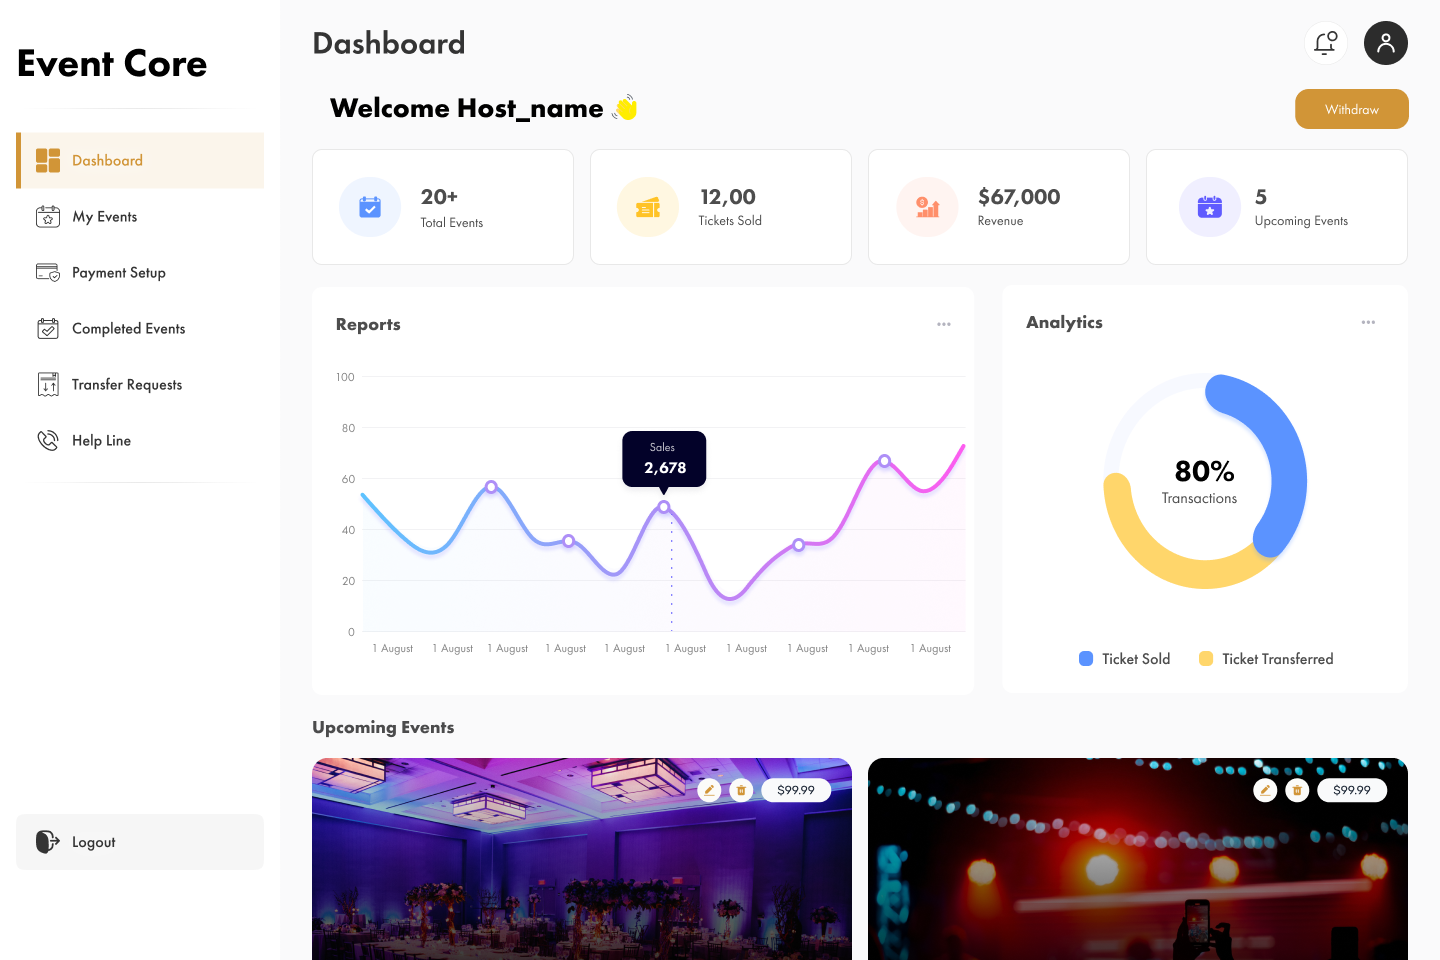 Event Core
Dashboard
My Events
Payment Setup
Completed Events
Transfer Requests
Help Line
Logout
Dashboard
Welcome Host_name 👋
Withdraw
20+
Total Events
12,00
Tickets Sold
$67,000
Revenue
5
Upcoming Events
Reports
100
80
60
40
20
0
Sales
2,678
1 August 1 August 1 August 1 August 1 August 1 August 1 August 1 August 1 August 1 August
Analytics
80%
Transactions
Ticket Sold
Ticket Transferred
Upcoming Events
$99.99
$99.99